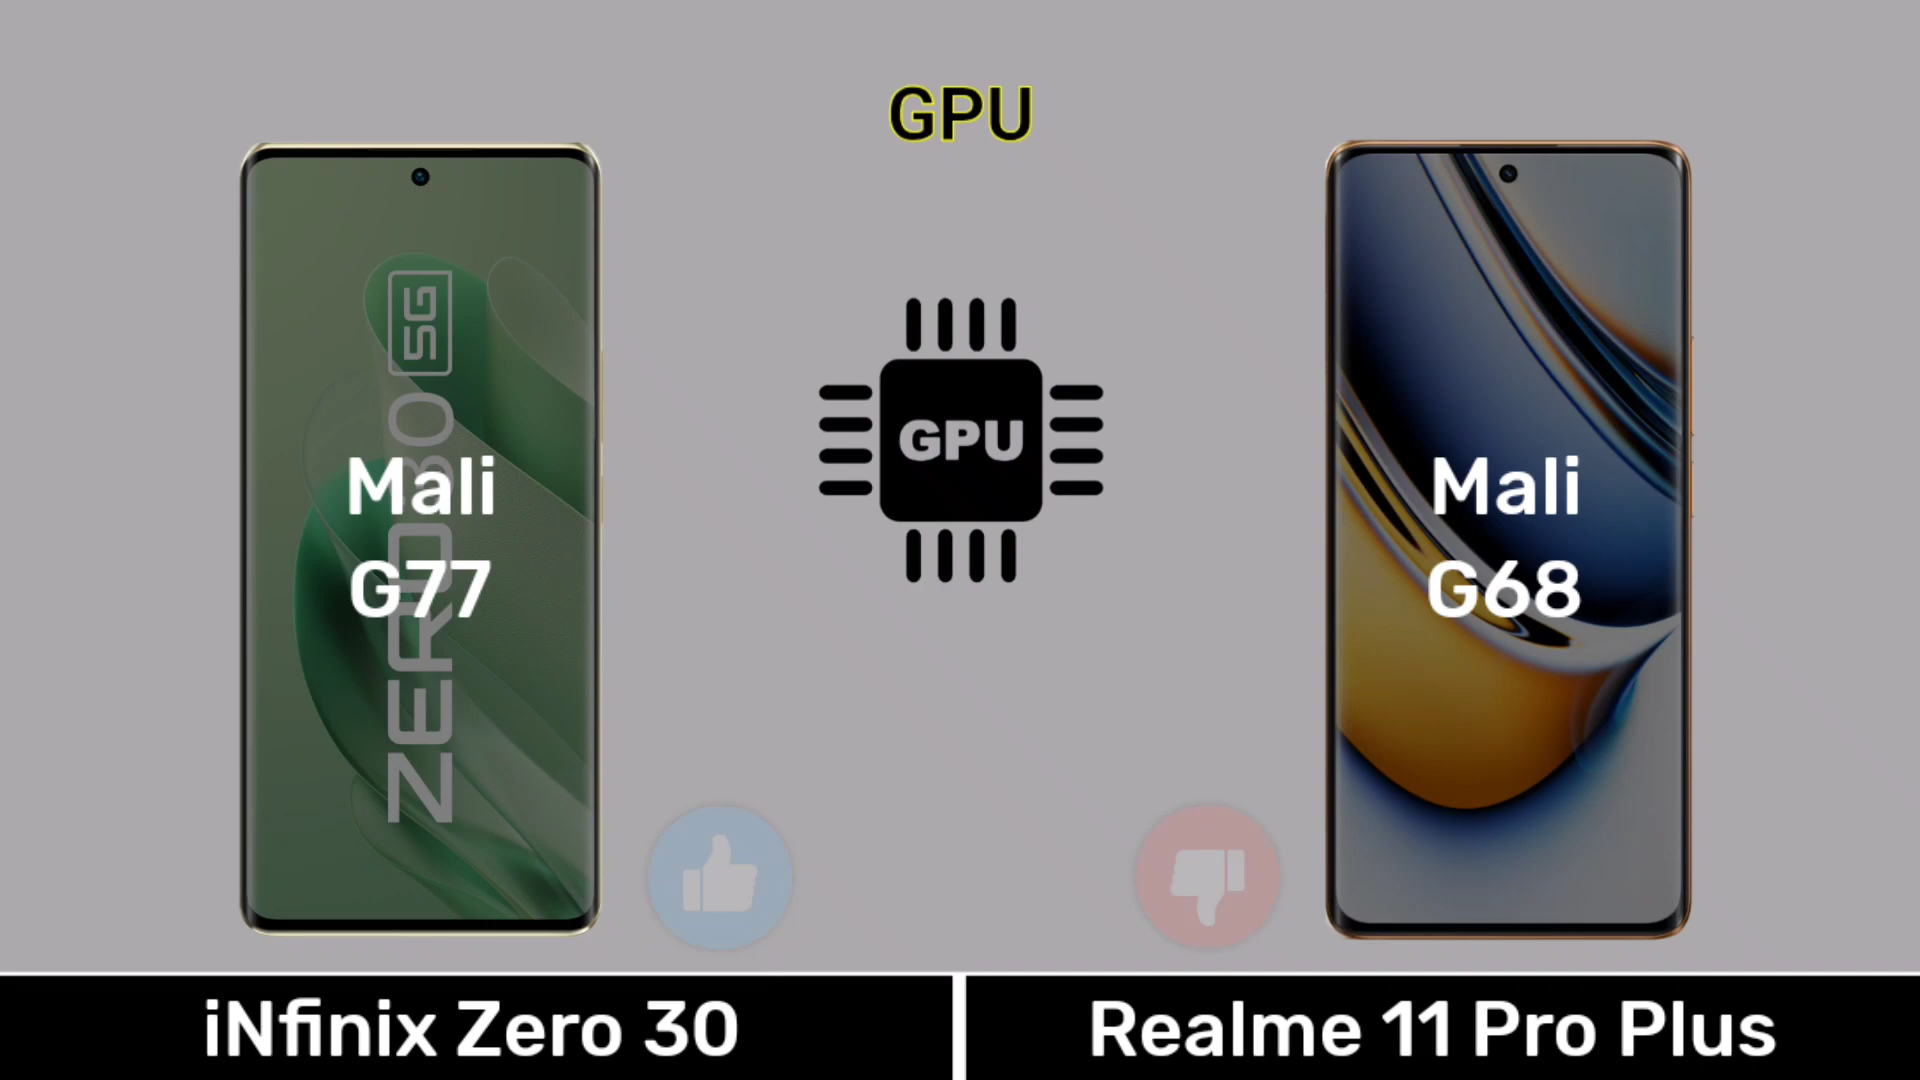 GPU
ZERO 30 5G
Mali
G77
GPU
Mali
G68
iNfinix Zero 30
Realme 11 Pro Plus